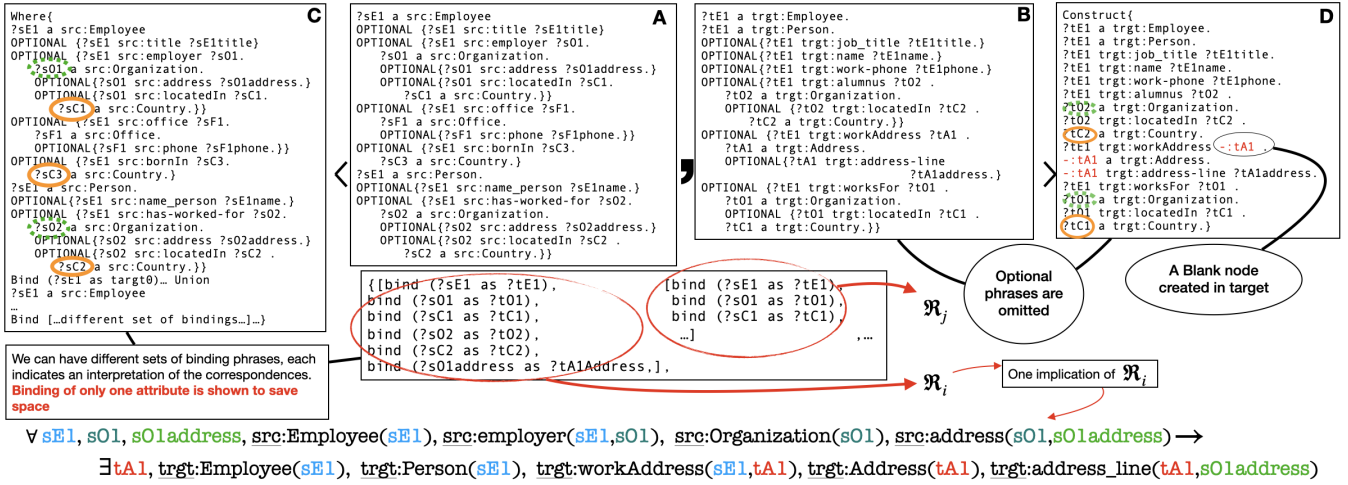 C
Where{
?sE1 a src:Employee
OPTIONAL {?sE1 src:title ?sE1title}
OPTIONAL {?sE1 src:employer ?sO1.
?sO1 a src:Organization.
OPTIONAL{?sO1 src:address ?sO1address.}
OPTIONAL{?sO1 src:locatedIn ?sC1.
?sC1 a src:Country.}}
OPTIONAL {?sE1 src:office ?sF1.
?sF1 a src:Office.
OPTIONAL{?sF1 src:phone ?sF1phone.}}
OPTIONAL {?sE1 src:bornIn ?sC3.
?sC3 a src:Country.}
?sE1 a src:Person.
OPTIONAL{?sE1 src:name_person ?sE1name.}
OPTIONAL {?sE1 src:has-worked-for ?sO2.
?sO2 a src:Organization.
OPTIONAL{?sO2 src:address ?sO2address.}
OPTIONAL{?sO2 src:locatedIn ?sC2 .
?sC2 a src:Country.}}
Bind (?sE1 as targt0)… Union
?sE1 a src:Employee
…
Bind […different set of bindings…]…}
<
A
?sE1 a src:Employee
OPTIONAL {?sE1 src:title ?sE1title}
OPTIONAL {?sE1 src:employer ?sO1.
?sO1 a src:Organization.
OPTIONAL {?sO1 src:address ?sO1address.}
OPTIONAL {?sO1 src:locatedIn ?sC1.
?sC1 a src:Country.}}
OPTIONAL {?sE1 src:office ?sF1.
?sF1 a src:Office.
OPTIONAL{?sF1 src:phone ?sF1phone.}}
OPTIONAL {?sE1 src:bornIn ?sC3.
?sC3 a src:Country.}
?sE1 a src:Person.
OPTIONAL{?sE1 src:name_person ?sE1name.}
OPTIONAL{?sE1 src:has-worked-for ?sO2.
?sO2 a src:Organization.
OPTIONAL{?sO2 src:address ?sO2address.}
OPTIONAL{?sO2 src:locatedIn ?sC2 .
?sC2 a src:Country.}}
,
B
?tE1 a trgt:Employee.
?tE1 a trgt:Person.
OPTIONAL{?tE1 trgt:job_title ?tE1title.}
OPTIONAL{?tE1 trgt:name ?tE1name.}
OPTIONAL{?tE1 trgt:work-phone ?tE1phone.}
OPTIONAL{?tE1 trgt:alumnus ?tO2 .
?tO2 a trgt:Organization.
OPTIONAL {?tO2 trgt:locatedIn ?tC2 .
?tC2 a trgt:Country.}}
OPTIONAL {?tE1 trgt:workAddress ?tA1 .
?tA1 a trgt:Address.
OPTIONAL{?tA1 trgt:address-line
?tA1address.}
OPTIONAL {?tE1 trgt:worksFor ?tO1 .
?tO1 a trgt:Organization.
OPTIONAL {?tO1 trgt:locatedIn ?tC1 .
?tC1 a trgt:Country.}}
>
D
Construct{
?tE1 a trgt:Employee.
?tE1 a trgt:Person.
?tE1 trgt:job_title ?tE1title.
?tE1 trgt:name ?tE1name.
?tE1 trgt:work-phone ?tE1phone.
?tE1 trgt:alumnus ?tO2 .
?tO2 a trgt:Organization.
?tO2 trgt:locatedIn ?tC2 .
?tC2 a trgt:Country.
?tE1 trgt:workAddress -:tA1 .
-:tA1 a trgt:Address.
-:tA1 trgt:address-line ?tA1address.
?tE1 trgt:worksFor ?tO1 .
?tO1 a trgt:Organization.
?tO1 trgt:locatedIn ?tC1 .
?tC1 a trgt:Country.}
{[bind (?sE1 as ?tE1),
bind (?sO1 as ?tO1),
bind (?sC1 as ?tC1),
bind (?sO2 as ?tO2),
bind (?sC2 as ?tC2),
bind (?sO1address as ?tA1Address,],
[bind (?sE1 as ?tE1),
bind (?sO1 as ?tO1),
bind (?sC1 as ?tC1),
…] ,…
ℜj
ℜi
Optional
phrases are
omitted
A Blank node
created in target
We can have different sets of binding phrases, each
indicates an interpretation of the correspondences.
Binding of only one attribute is shown to save
space
One implication of ℜi
∀ sE1, sO1, sO1address, src:Employee(sE1), src:employer(sE1,sO1), src:Organization(sO1), src:address(sO1,sO1address) →
∃tA1, trgt:Employee(sE1), trgt:Person(sE1), trgt:workAddress(sE1,tA1), trgt:Address(tA1), trgt:address_line(tA1,sO1address)